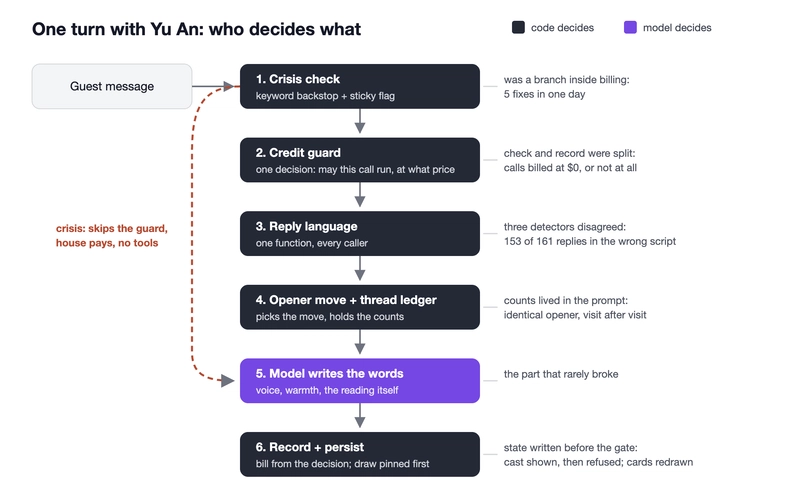 One turn with Yu An: who decides what
code decides
model decides
Guest message
1. Crisis check
keyword backstop + sticky flag
was a branch inside billing:
5 fixes in one day
2. Credit guard
one decision: may this call run, at what price
check and record were split:
calls billed at $0, or not at all
crisis: skips the guard,
house pays, no tools
3. Reply language
one function, every caller
three detectors disagreed:
153 of 161 replies in the wrong script
4. Opener move + thread ledger
picks the move, holds the counts
counts lived in the prompt:
identical opener, visit after visit
5. Model writes the words
voice, warmth, the reading itself
the part that rarely broke
6. Record + persist
bill from the decision; draw pinned first
state written before the gate:
cast shown, then refused; cards redrawn